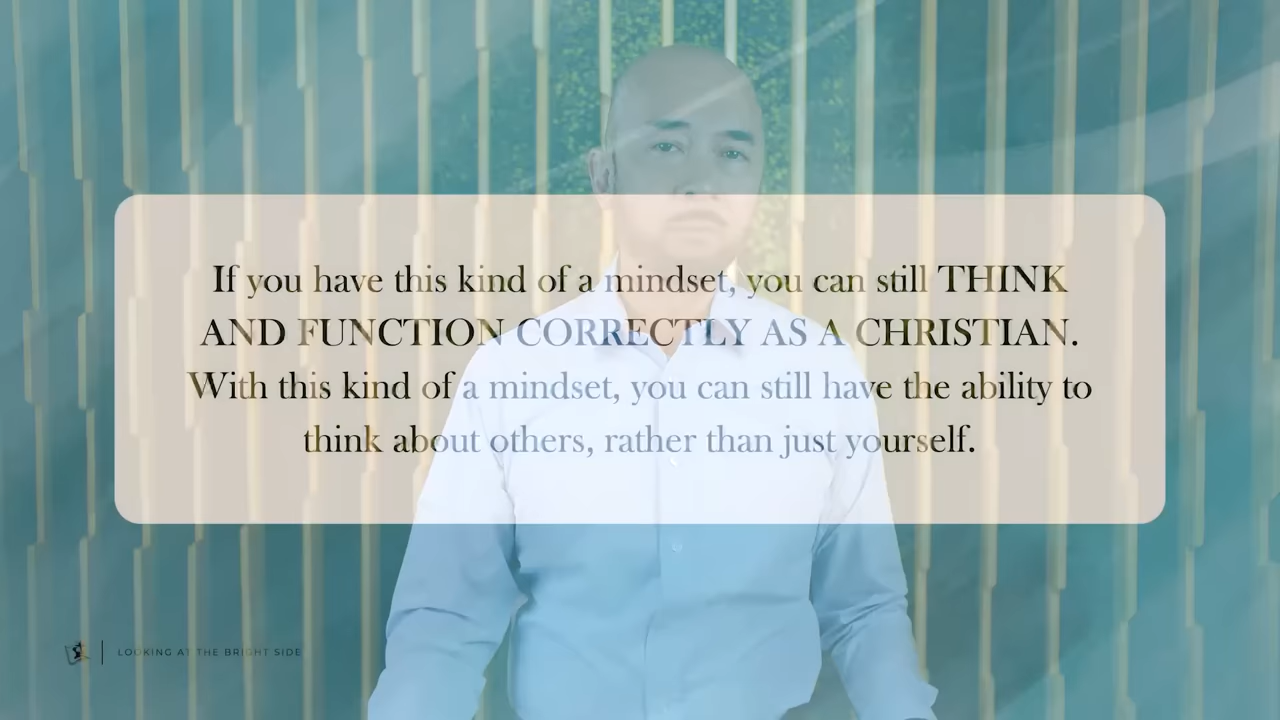 If you have this kind of a mindset, you can still THINK
AND FUNCTION CORRECTLY AS A CHRISTIAN.
With this kind of a mindset, you can still have the ability to
think about others, rather than just yourself.
LOOKING AT THE BRIGHT SIDE